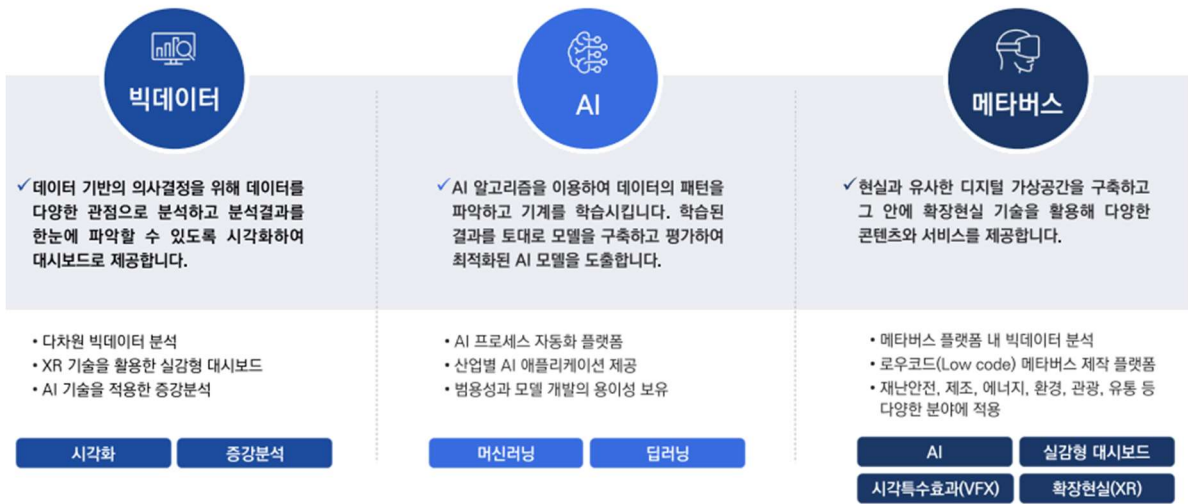 빅데이터
✓데이터 기반의 의사결정을 위해 데이터를
다양한 관점으로 분석하고 분석결과를
한눈에 파악할 수 있도록 시각화하여
대시보드로 제공합니다.
• 다차원 빅데이터 분석
• XR 기술을 활용한 실감형 대시보드
• AI 기술을 적용한 증강분석
시각화
증강분석
AI
✓AI 알고리즘을 이용하여 데이터의 패턴을
파악하고 기계를 학습시킵니다. 학습된
결과를 토대로 모델을 구축하고 평가하여
최적화된 AI 모델을 도출합니다.
• AI 프로세스 자동화 플랫폼
• 산업별 AI 애플리케이션 제공
• 범용성과 모델 개발의 용이성 보유
머신러닝
딥러닝
메타버스
✓현실과 유사한 디지털 가상공간을 구축하고
그 안에 확장현실 기술을 활용해 다양한
콘텐츠와 서비스를 제공합니다.
• 메타버스 플랫폼 내 빅데이터 분석
• 로우코드(Low code) 메타버스 제작 플랫폼
• 재난안전, 제조, 에너지, 환경, 관광, 유통 등
다양한 분야에 적용
AI
실감형 대시보드
시각특수효과(VFX)
확장현실(XR)